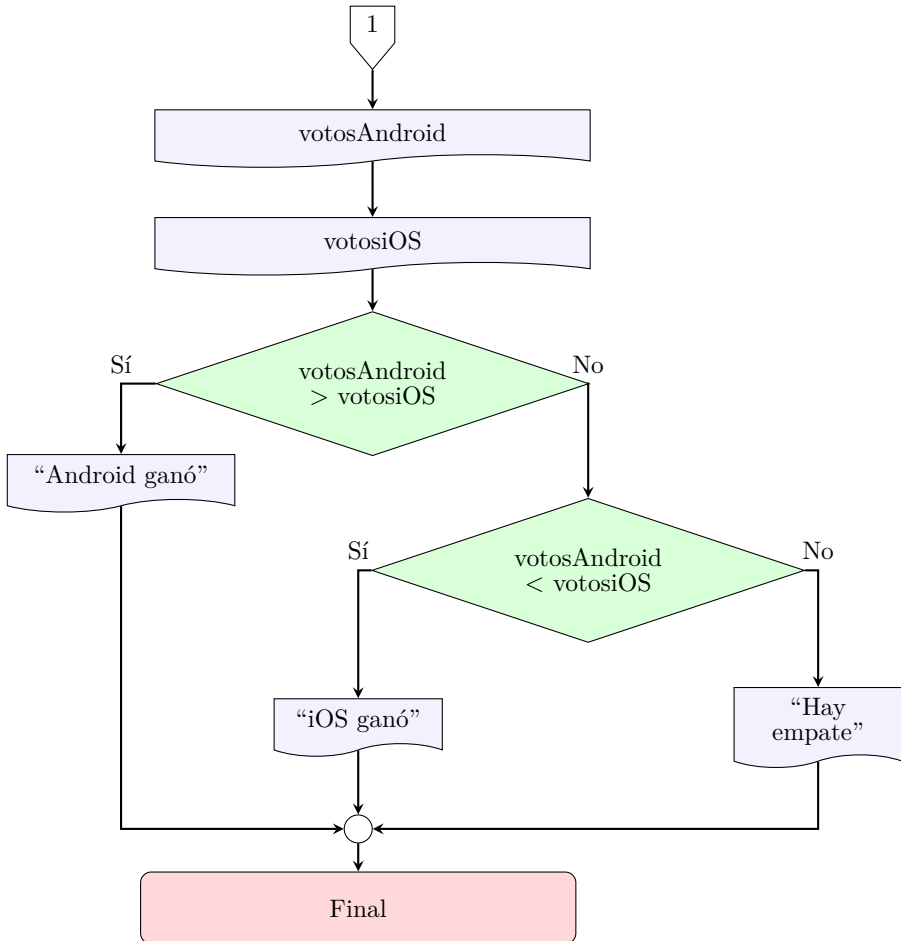 1
votosAndroid
votosiOS
Sí
votosAndroid
> votosiOS
No
“Android ganó”
Sí
votosAndroid
< votosiOS
No
“iOS ganó”
“Hay
empate”
Final